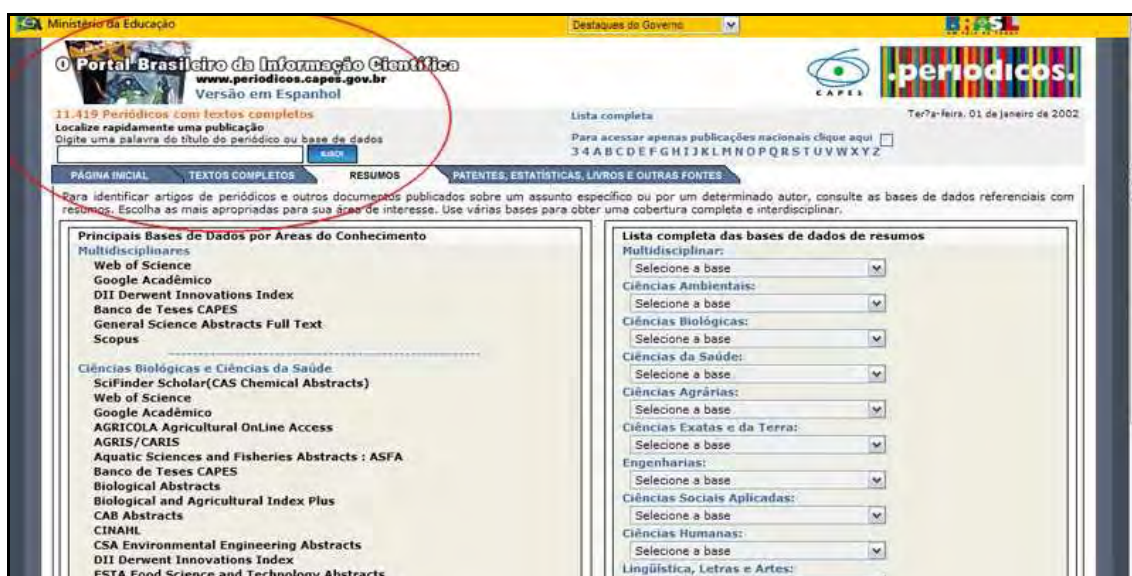 Ministério da Educação
Destaques do Governo
BRASIL
O Portal Brasileiro da Informação Científica
www.periodicos.capes.gov.br
Versão em Espanhol
CAPES
.periodicos.
11.419 Periódicos com textos completos
Localize rapidamente uma publicação
Digite uma palavra do título do periódico ou base de dados
Lista completa
Para acessar apenas publicações nacionais clique aqui
3 4 A B C D E F G H I J K L M N O P Q R S T U V W X Y Z
Ter?a-feira, 01 de janeiro de 2002
PÁGINA INICIAL
TEXTOS COMPLETOS
RESUMOS
PATENTES, ESTATÍSTICAS, LIVROS E OUTRAS FONTES
Para identificar artigos de periódicos e outros documentos publicados sobre um assunto específico ou por um determinado autor, consulte as bases de dados referenciais com
resumos. Escolha as mais apropriadas para sua área de interesse. Use várias bases para obter uma cobertura completa e interdisciplinar.
Principais Bases de Dados por Áreas do Conhecimento
Multidisciplinares
Web of Science
Google Acadêmico
DII Derwent Innovations Index
Banco de Teses CAPES
General Science Abstracts Full Text
Scopus
Ciências Biológicas e Ciências da Saúde
SciFinder Scholar(CAS Chemical Abstracts)
Web of Science
Google Acadêmico
AGRICOLA Agricultural OnLine Access
AGRIS/CARIS
Aquatic Sciences and Fisheries Abstracts : ASFA
Banco de Teses CAPES
Biological Abstracts
Biological and Agricultural Index Plus
CAB Abstracts
CINAHL
CSA Environmental Engineering Abstracts
DII Derwent Innovations Index
FSTA Food Science and Technology Abstracts
Lista completa das bases de dados de resumos
Multidisciplinar:
Selecione a base
Ciências Ambientais:
Selecione a base
Ciências Biológicas:
Selecione a base
Ciências da Saúde:
Selecione a base
Ciências Agrárias:
Selecione a base
Ciências Exatas e da Terra:
Selecione a base
Engenharias:
Selecione a base
Ciências Sociais Aplicadas:
Selecione a base
Ciências Humanas:
Selecione a base
Lingüística, Letras e Artes: